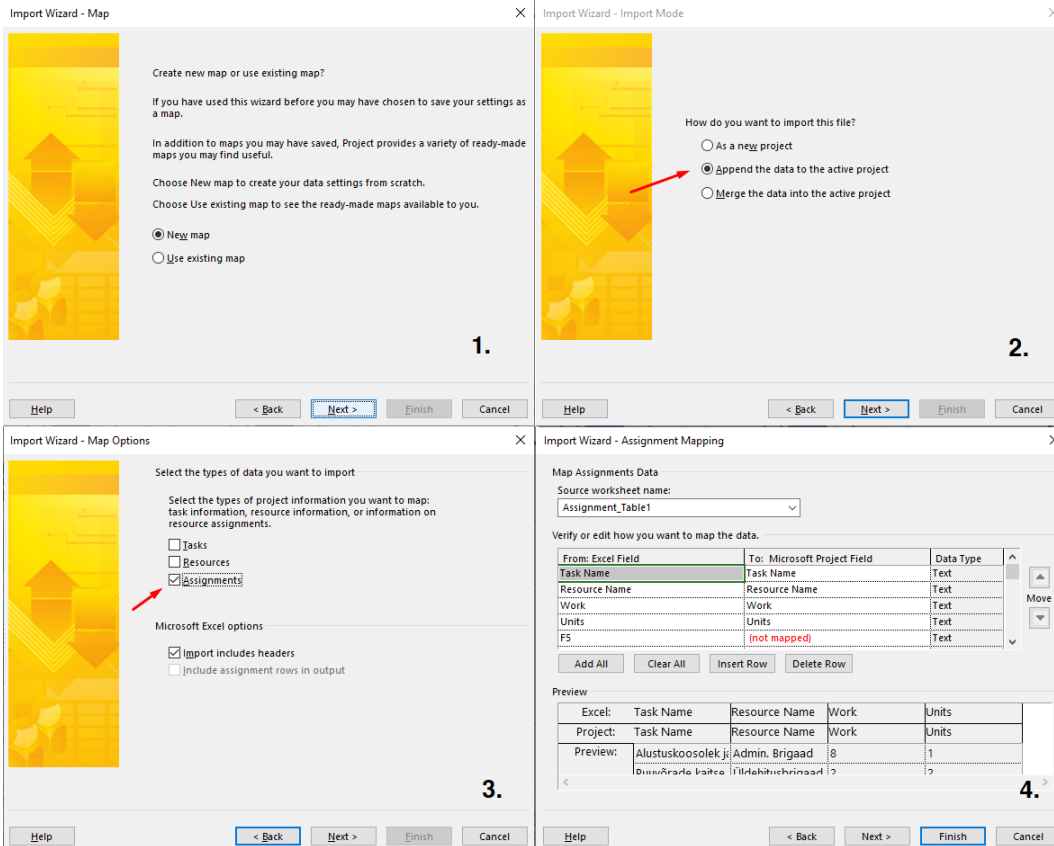 Import Wizard - Map
Create new map or use existing map?
If you have used this wizard before you may have chosen to save your settings as
a map.
In addition to maps you may have saved, Project provides a variety of ready-made
maps you may find useful.
Choose New map to create your data settings from scratch.
Choose Use existing map to see the ready-made maps available to you.
New map
Use existing map
1.
Help < Back Next > Finish Cancel
Import Wizard - Import Mode
How do you want to import this file?
As a new project
Append the data to the active project
Merge the data into the active project
2.
Help < Back Next > Finish Cancel
Import Wizard - Map Options
Select the types of data you want to import
Select the types of project information you want to map:
task information, resource information, or information on
resource assignments.
Tasks
Resources
Assignments
Microsoft Excel options
Import includes headers
Include assignment rows in output
3.
Help < Back Next > Finish Cancel
Import Wizard - Assignment Mapping
Map Assignments Data
Source worksheet name:
Assignment_Table1
Verify or edit how you want to map the data.
From: Excel Field To: Microsoft Project Field Data Type
Task Name Task Name Text
Resource Name Resource Name Text
Work Work Text
Units Units Text
F5 (not mapped) Text
Move
Add All Clear All Insert Row Delete Row
Preview
Excel: Task Name Resource Name Work Units
Project: Task Name Resource Name Work Units
Preview: Alustuskoosolek ja Admin. Brigaad 8 1
Puuvõrade kaitse Üldehitusbrigaad 2 2
4.
Help < Back Next > Finish Cancel